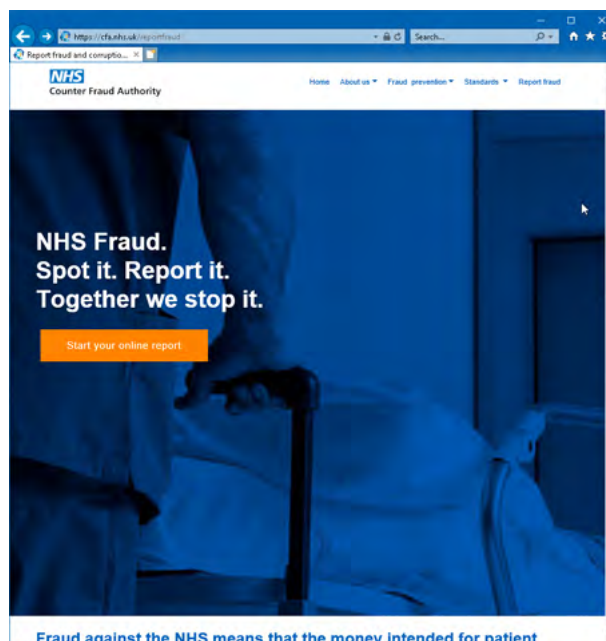 https://cfa.nhs.uk/reportfraud
Search...
Report fraud and corruptio...
NHS
Counter Fraud Authority
Home About us Fraud prevention Standards Report fraud
NHS Fraud.
Spot it. Report it.
Together we stop it.
Start your online report
Fraud against the NHS means that the money intended for patient